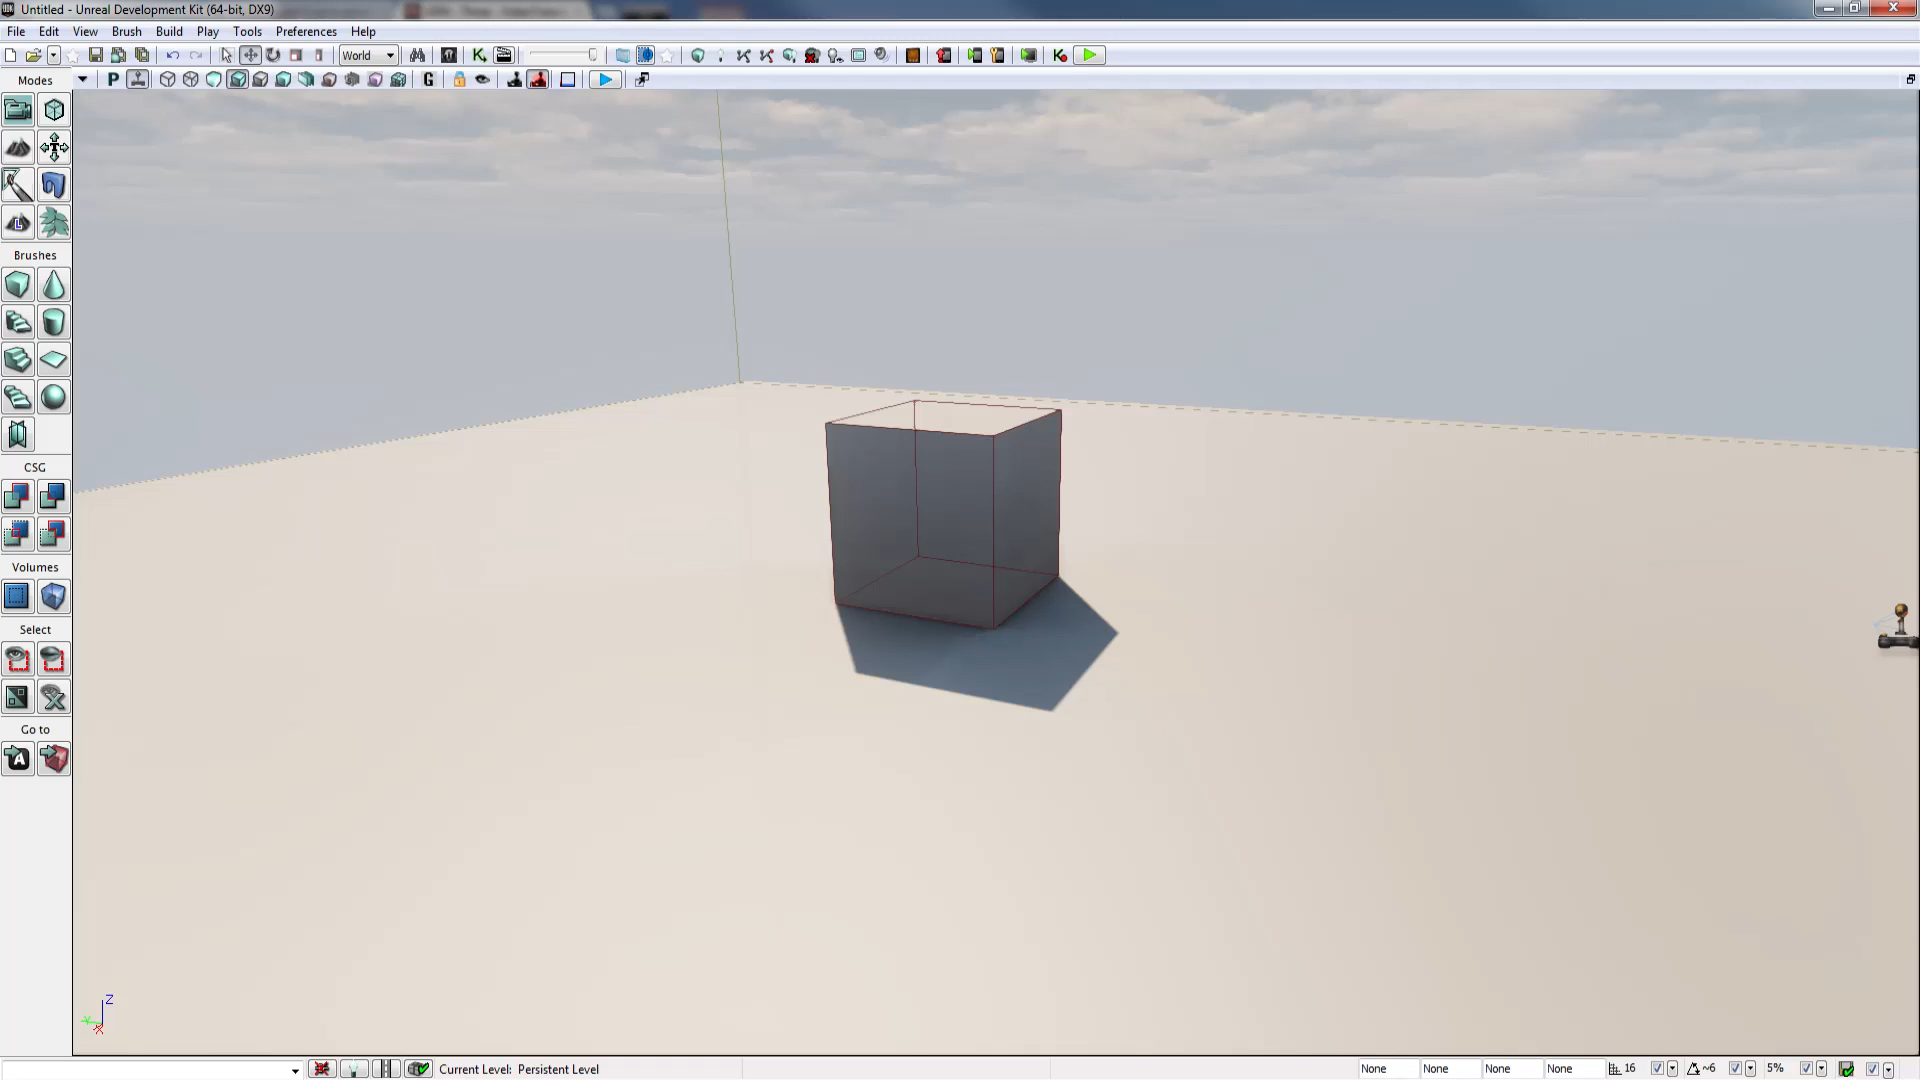 Untitled - Unreal Development Kit (64-bit, DX9)
File Edit View Brush Build Play Tools Preferences Help
World
Modes
P
G
Brushes
CSG
Volumes
Select
Go to
A
Z
Y
X
Current Level: Persistent Level
None None None None 16 ~6 5%